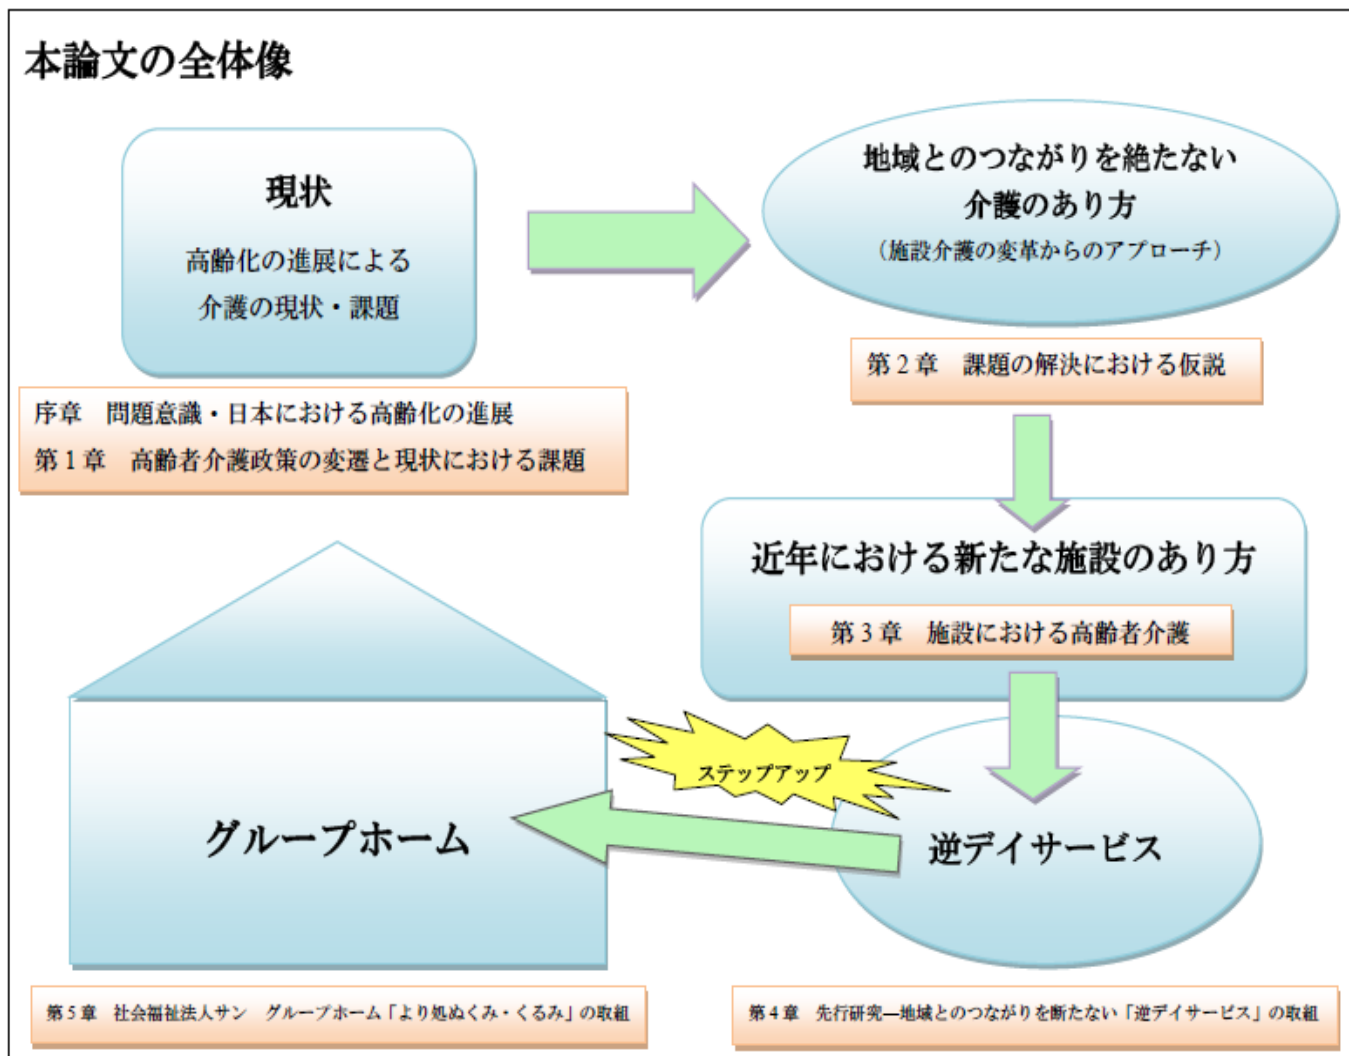 本論文の全体像
現状
高齢化の進展による
介護の現状・課題
序章　問題意識・日本における高齢化の進展
第1章　高齢者介護政策の変遷と現状における課題
地域とのつながりを絶たない
介護のあり方
（施設介護の変革からのアプローチ）
第2章　課題の解決における仮説
近年における新たな施設のあり方
第3章　施設における高齢者介護
逆デイサービス
第4章　先行研究―地域とのつながりを断たない「逆デイサービス」の取組
ステップアップ
グループホーム
第5章　社会福祉法人サン　グループホーム「より処ぬくみ・くるみ」の取組